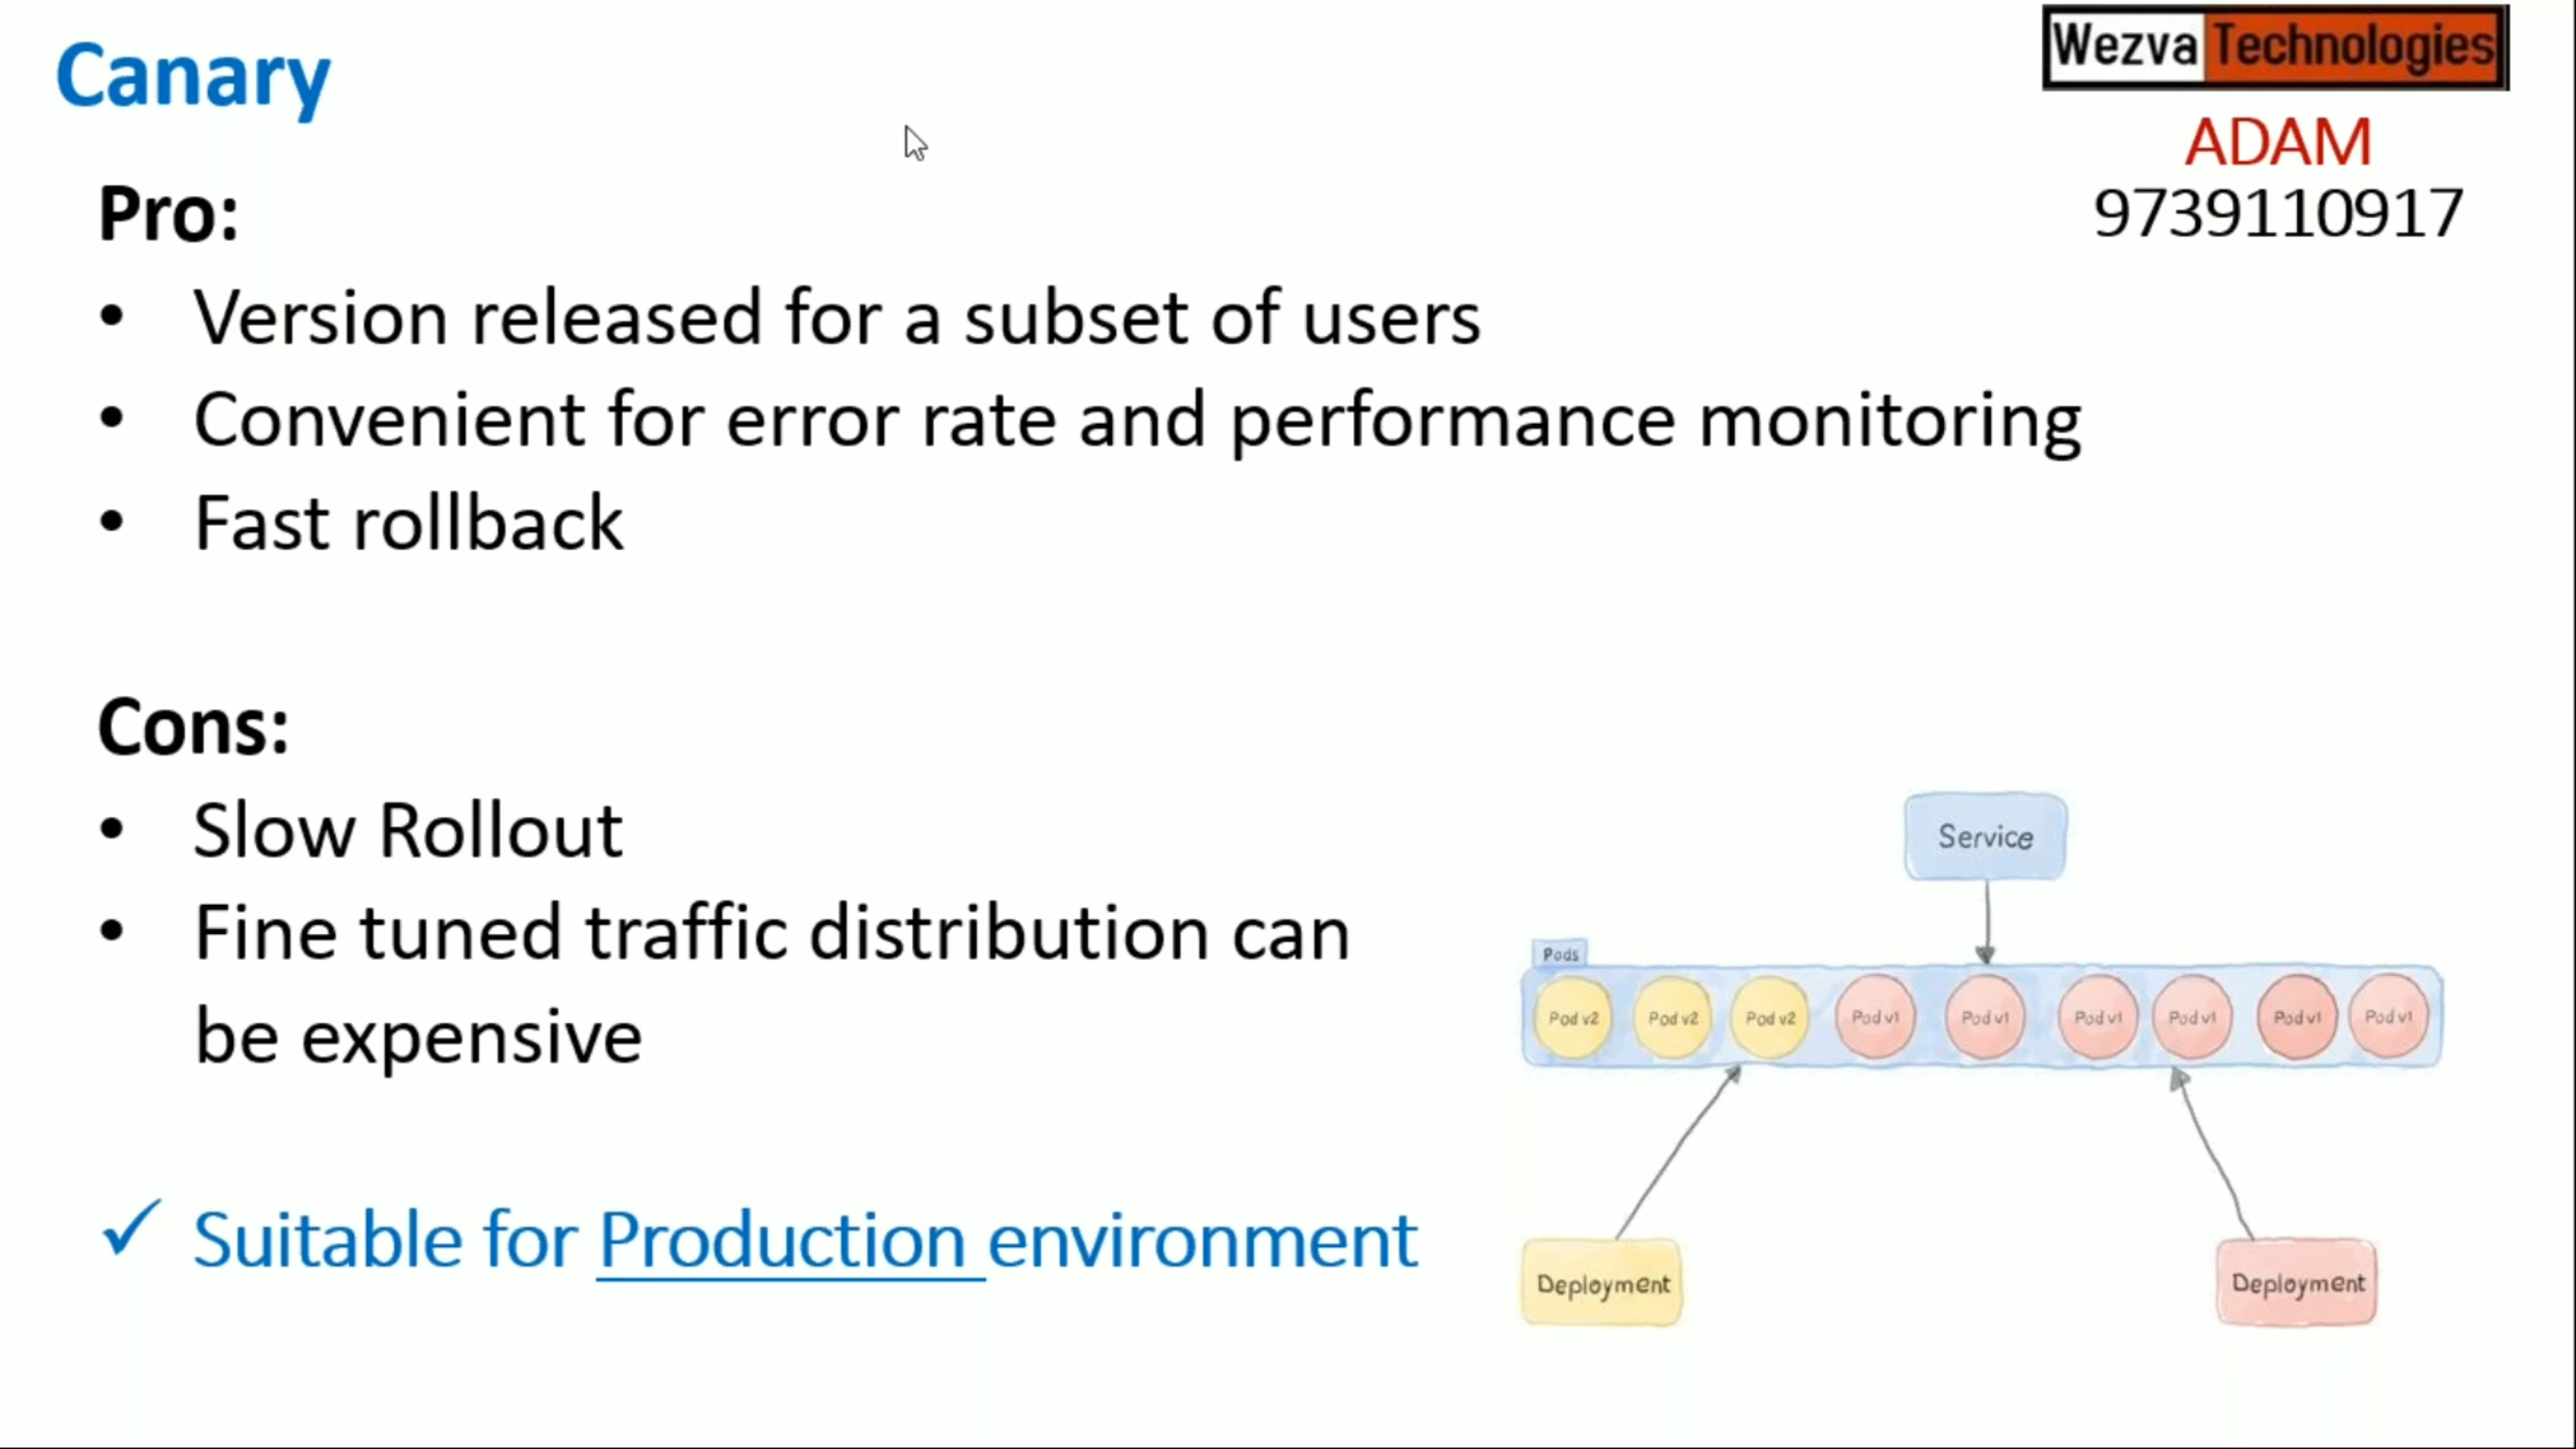 Canary
Wezva Technologies
ADAM
9739110917
Pro:
• Version released for a subset of users
• Convenient for error rate and performance monitoring
• Fast rollback
Cons:
• Slow Rollout
• Fine tuned traffic distribution can
be expensive
✓ Suitable for Production environment
Service
Pods
Pod v2 Pod v2 Pod v2 Pod v1 Pod v1 Pod v1 Pod v1 Pod v1 Pod v1
Deployment Deployment